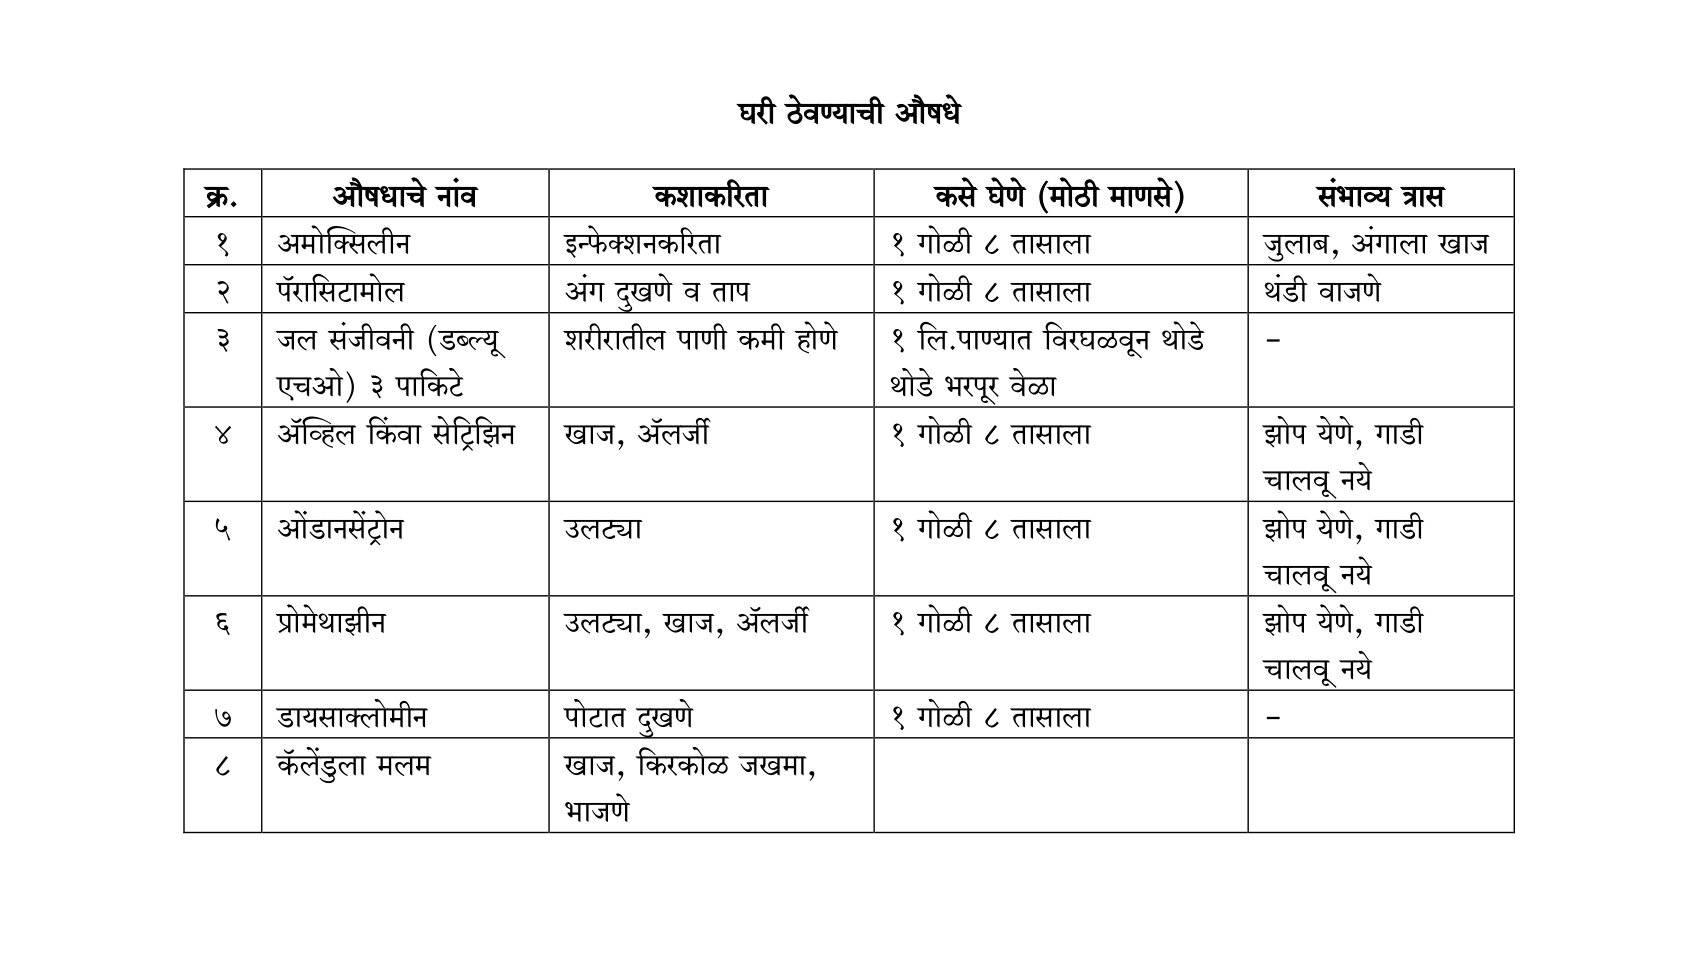 घरी ठेवण्याची औषधे
क्र. औषधाचे नांव कशाकरिता कसे घेणे (मोठी माणसे) संभाव्य त्रास
१ अमोक्सिलीन इन्फेक्शनकरिता १ गोळी ८ तासाला जुलाब, अंगाला खाज
२ पॅरासिटामोल अंग दुखणे व ताप १ गोळी ८ तासाला थंडी वाजणे
३ जल संजीवनी (डब्ल्यू शरीरातील पाणी कमी होणे १ लि.पाण्यात विरघळवून थोडे –
एचओ) ३ पाकिटे थोडे भरपूर वेळा
४ ॲव्हिल किंवा सेट्रिझिन खाज, ॲलर्जी १ गोळी ८ तासाला झोप येणे, गाडी
चालवू नये
५ ओंडानसेंट्रोन उलट्या १ गोळी ८ तासाला झोप येणे, गाडी
चालवू नये
६ प्रोमेथाझीन उलट्या, खाज, ॲलर्जी १ गोळी ८ तासाला झोप येणे, गाडी
चालवू नये
७ डायसाक्लोमीन पोटात दुखणे १ गोळी ८ तासाला –
८ कॅलेंडुला मलम खाज, किरकोळ जखमा,
भाजणे